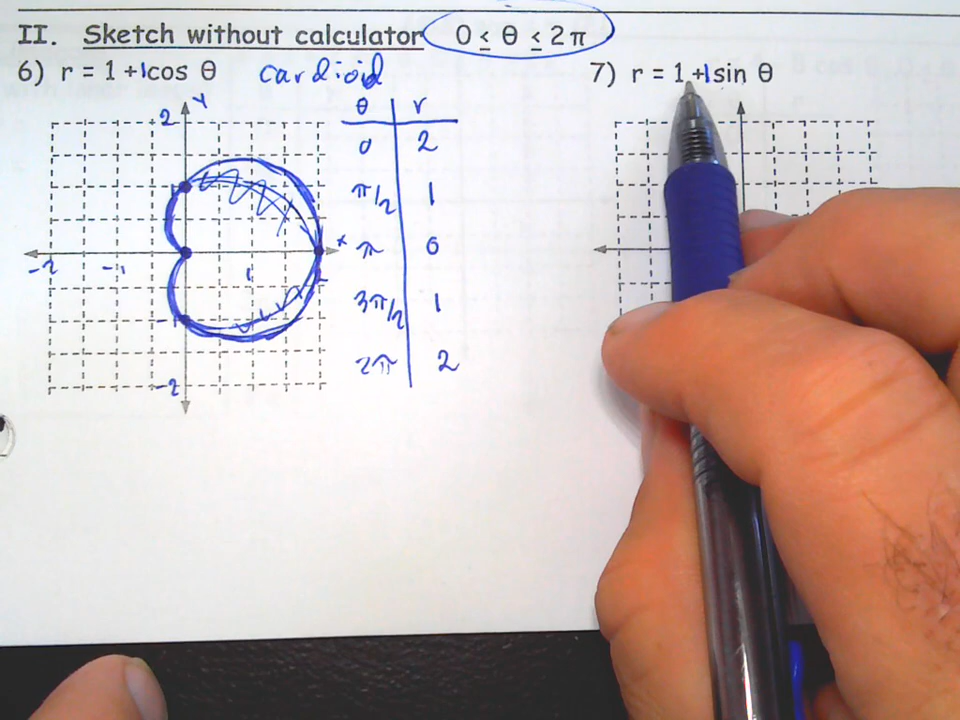 II. Sketch without calculator 0 ≤ θ ≤ 2π
6) r = 1 + 1cos θ cardioid
7) r = 1 + 1sin θ
θ r
0 2
π/2 1
π 0
3π/2 1
2π 2
y
2
x
-2 -1 1
-1
-2